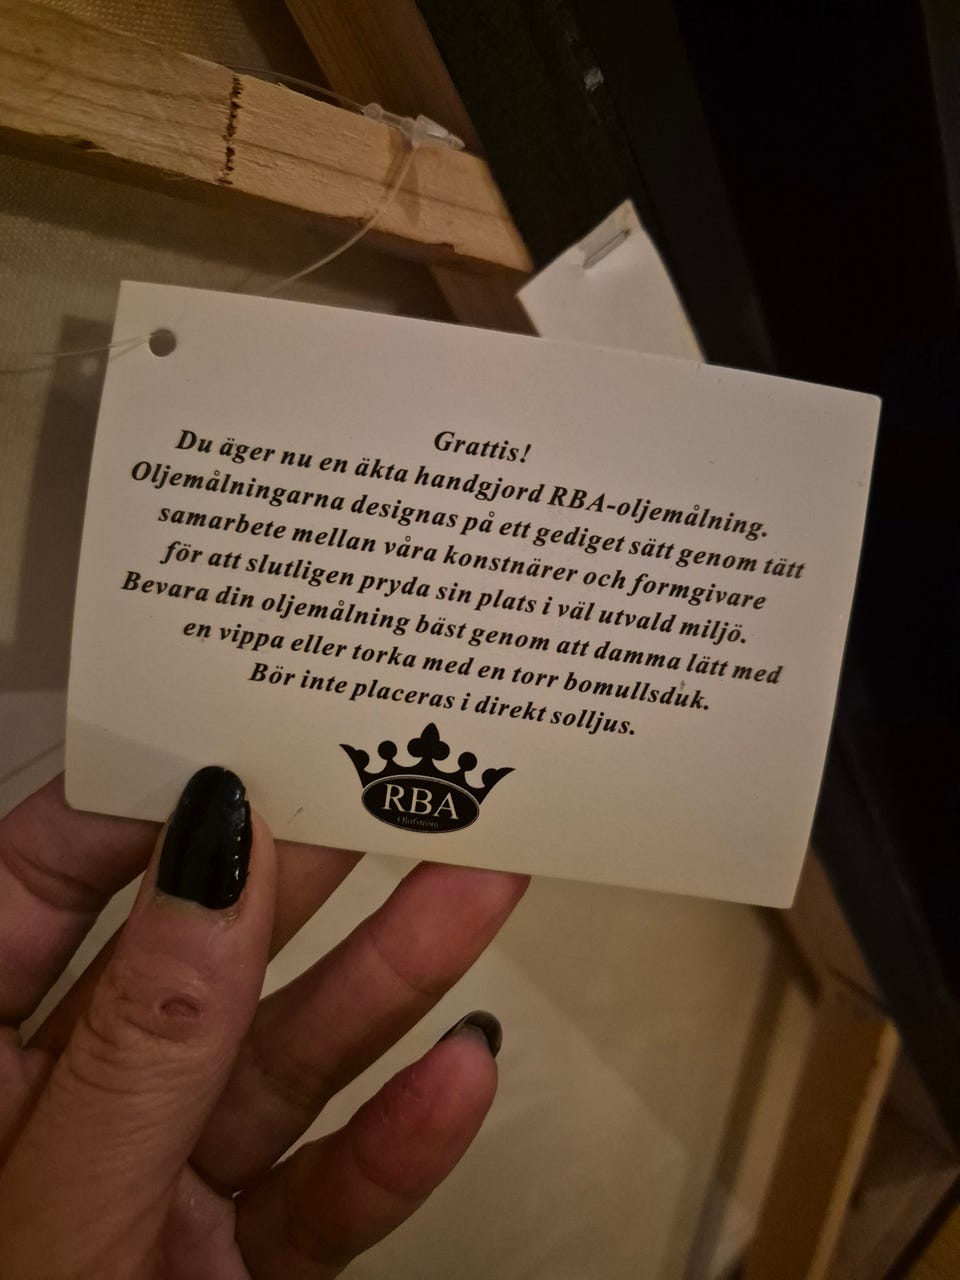 Grattis!
Du äger nu en äkta handgjord RBA-oljemålning.
Oljemålningarna designas på ett gediget sätt genom tätt
samarbete mellan våra konstnärer och formgivare
för att slutligen pryda sin plats i väl utvald miljö.
Bevara din oljemålning bäst genom att damma lätt med
en vippa eller torka med en torr bomullsduk.
Bör inte placeras i direkt solljus.
RBA
Olofström